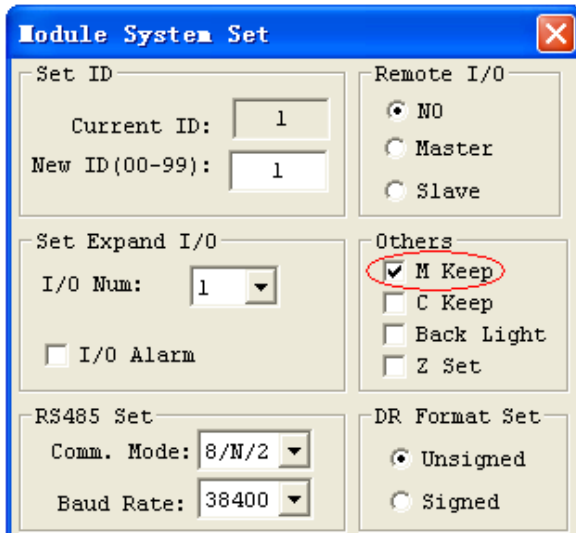 Module System Set
Set ID
Current ID: 1
New ID(00-99): 1
Remote I/O
NO
Master
Slave
Set Expand I/O
I/O Num: 1
I/O Alarm
Others
M Keep
C Keep
Back Light
Z Set
RS485 Set
Comm. Mode: 8/N/2
Baud Rate: 38400
DR Format Set
Unsigned
Signed